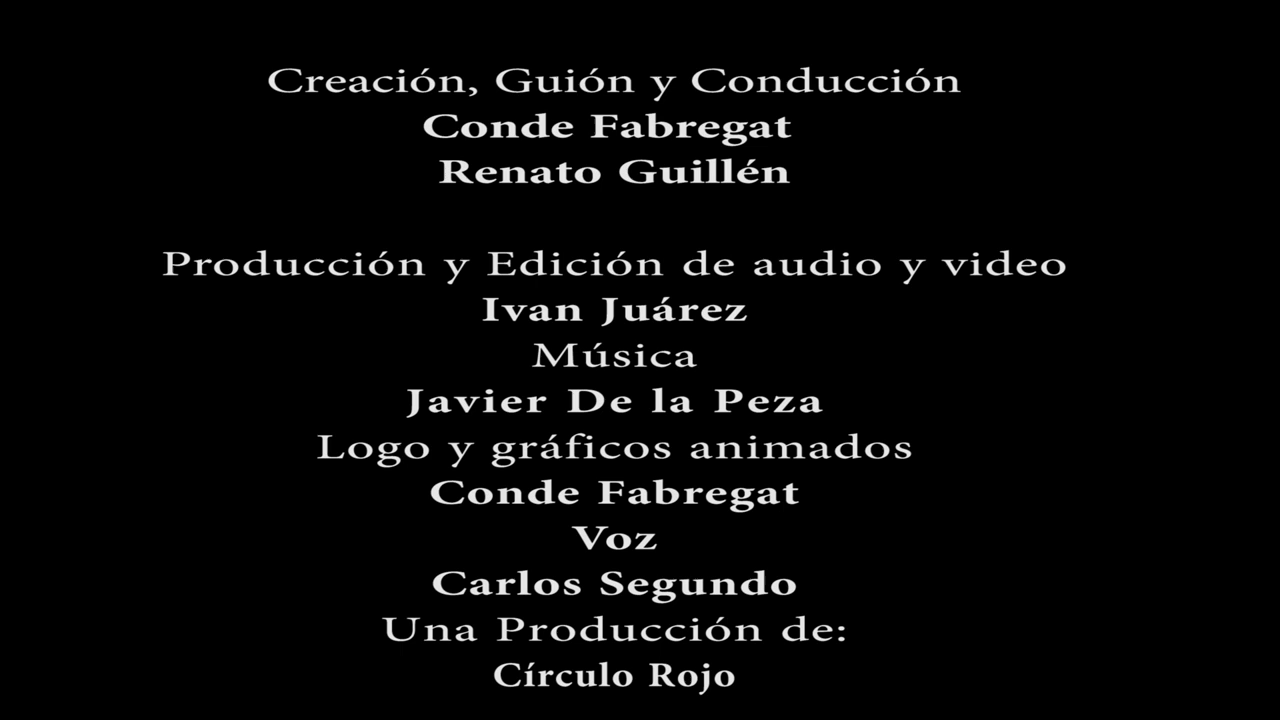 Creación, Guión y Conducción
Conde Fabregat
Renato Guillén
Producción y Edición de audio y video
Ivan Juárez
Música
Javier De la Peza
Logo y gráficos animados
Conde Fabregat
Voz
Carlos Segundo
Una Producción de:
Círculo Rojo